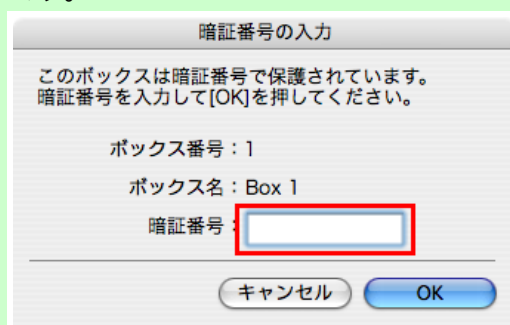 す。
暗証番号の入力
このボックスは暗証番号で保護されています。
暗証番号を入力して[OK]を押してください。
ボックス番号：1
ボックス名：Box 1
暗証番号：
キャンセル OK